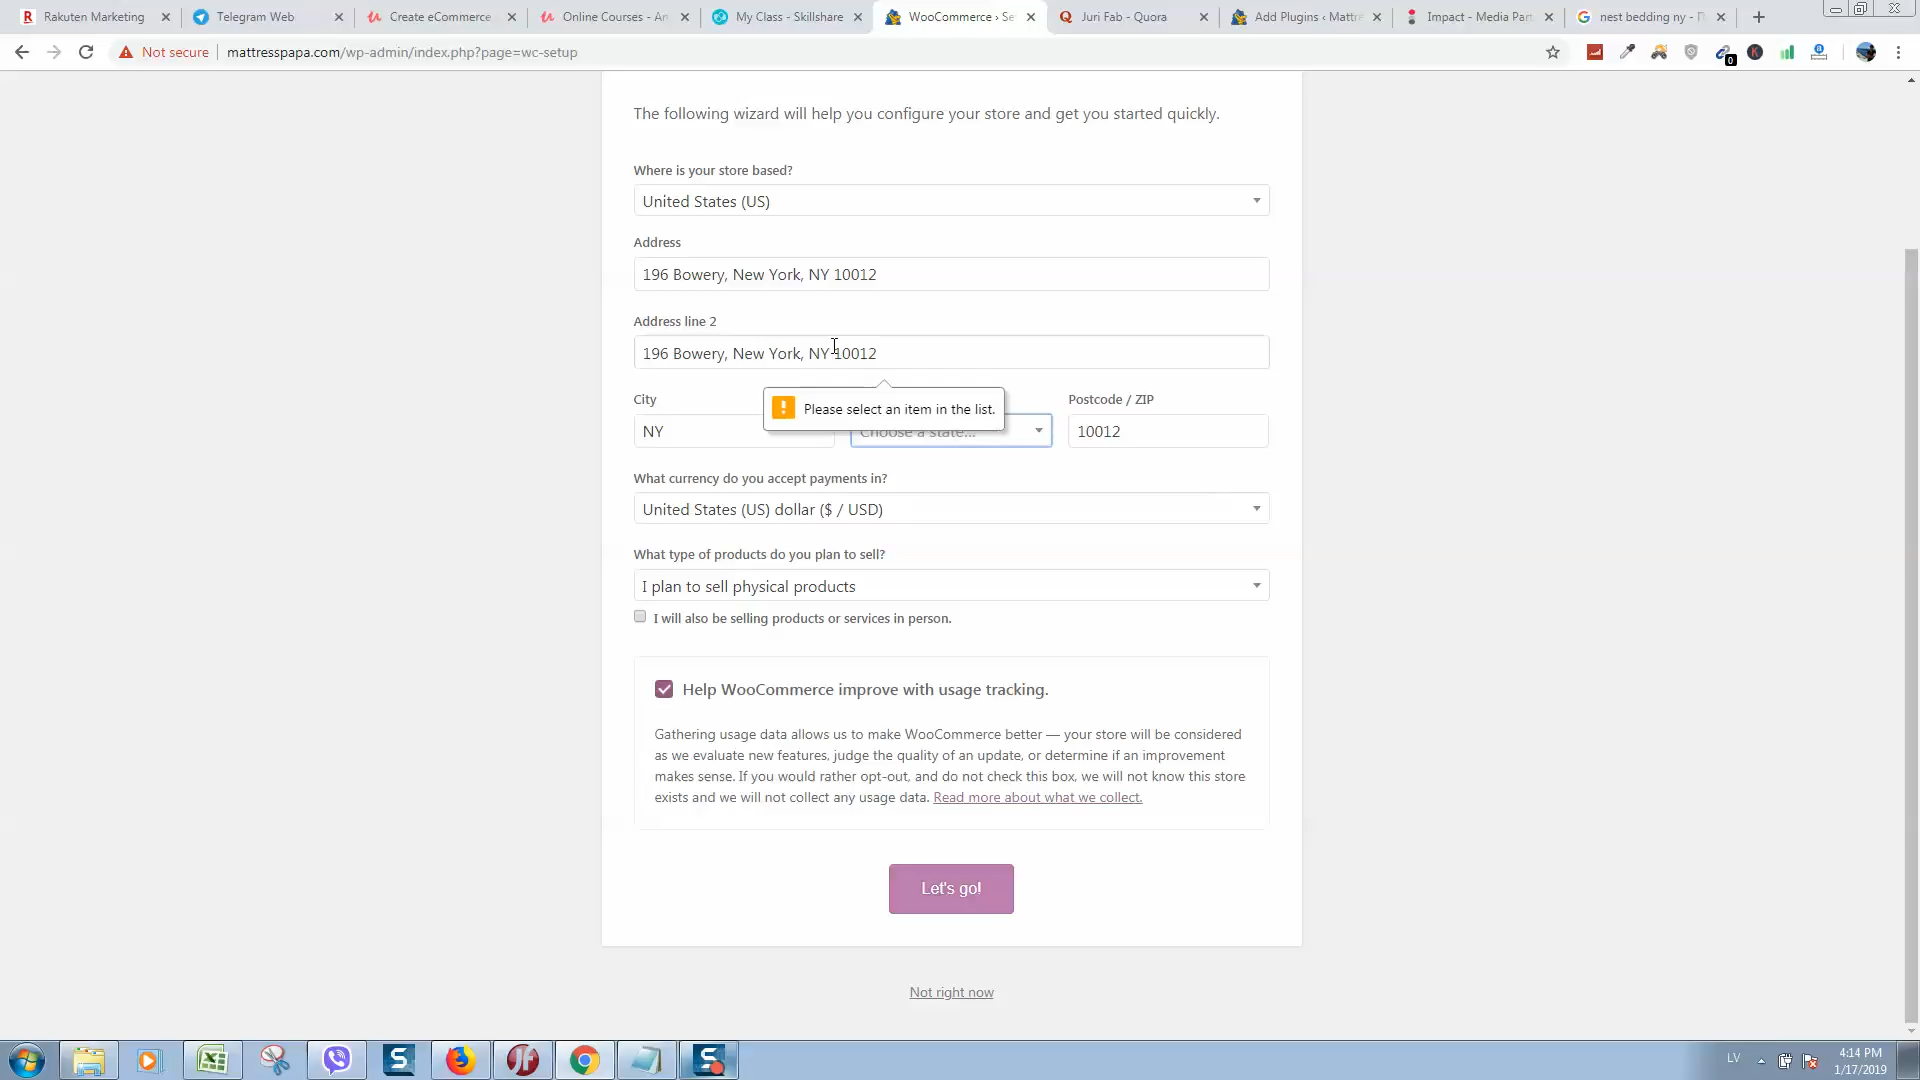 Rakuten Marketing
Telegram Web
Create eCommerce
Online Courses - An
My Class - Skillshare
WooCommerce › Se
Juri Fab - Quora
Add Plugins ‹ Mattre
Impact - Media Part
nest bedding ny -
Not secure
mattresspapa.com/wp-admin/index.php?page=wc-setup
0
The following wizard will help you configure your store and get you started quickly.
Where is your store based?
United States (US)
Address
196 Bowery, New York, NY 10012
Address line 2
196 Bowery, New York, NY 10012
City
Postcode / ZIP
Please select an item in the list.
NY
Choose a state...
10012
What currency do you accept payments in?
United States (US) dollar ($ / USD)
What type of products do you plan to sell?
I plan to sell physical products
I will also be selling products or services in person.
Help WooCommerce improve with usage tracking.
Gathering usage data allows us to make WooCommerce better — your store will be considered
as we evaluate new features, judge the quality of an update, or determine if an improvement
makes sense. If you would rather opt-out, and do not check this box, we will not know this store
exists and we will not collect any usage data. Read more about what we collect.
Let's go!
Not right now
LV
4:14 PM
1/17/2019